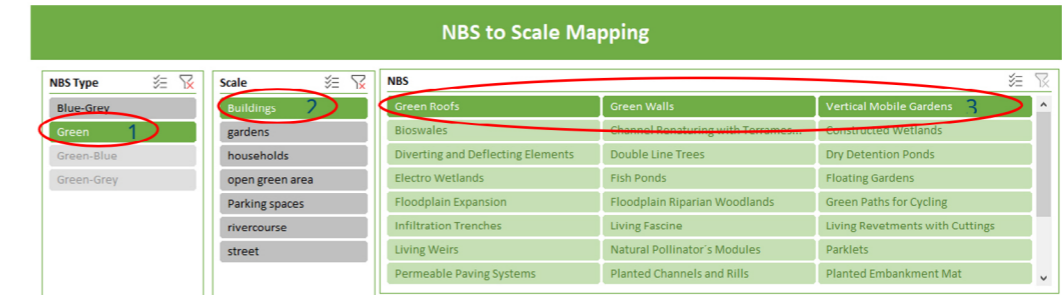 NBS to Scale Mapping
NBS Type
Blue-Grey
Green 1
Green-Blue
Green-Grey
Scale
Buildings 2
gardens
households
open green area
Parking spaces
rivercourse
street
NBS
Green Roofs Green Walls Vertical Mobile Gardens 3
Bioswales Channel Renaturing with Terrames... Constructed Wetlands
Diverting and Deflecting Elements Double Line Trees Dry Detention Ponds
Electro Wetlands Fish Ponds Floating Gardens
Floodplain Expansion Floodplain Riparian Woodlands Green Paths for Cycling
Infiltration Trenches Living Fascine Living Revetments with Cuttings
Living Weirs Natural Pollinator`s Modules Parklets
Permeable Paving Systems Planted Channels and Rills Planted Embankment Mat